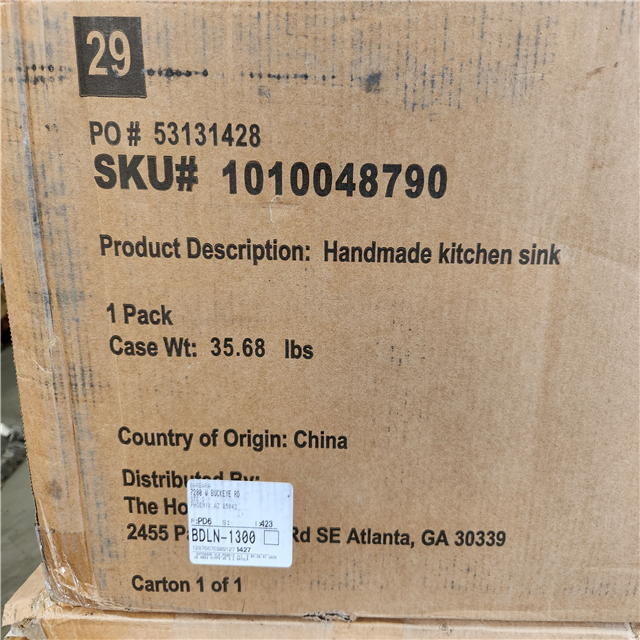 29
PO # 53131428
SKU# 1010048790
Product Description: Handmade kitchen sink
1 Pack
Case Wt: 35.68 lbs
Country of Origin: China
Distributed By:
The Ho
2455 Pa Rd SE Atlanta, GA 30339
7200 W BUCKEYE RD
PHOENIX AZ 85043
PD6 S: 423
BDLN-1300
1427
Carton 1 of 1